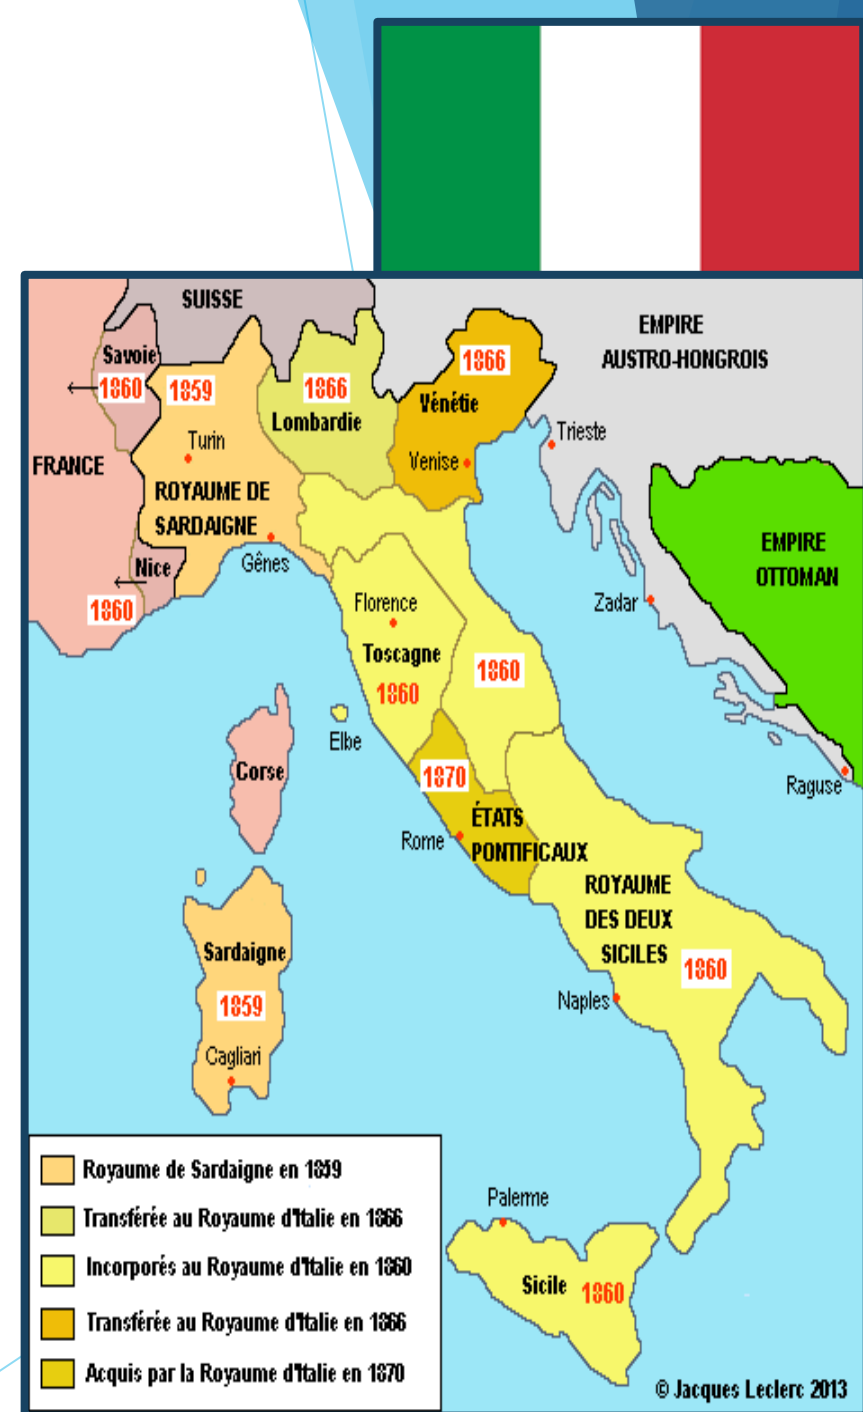 SUISSE
EMPIRE
AUSTRO-HONGROIS
Savoie
1860
1859
1866
Lombardie
1866
Vénétie
Turin
Venise
Trieste
FRANCE
ROYAUME DE
SARDAIGNE
Gênes
Nice
1860
EMPIRE
OTTOMAN
Zadar
Florence
Toscagne
1860
1860
Elbe
Corse
1870
Raguse
ÉTATS
PONTIFICAUX
Rome
ROYAUME
DES DEUX
SICILES
1860
Naples
Sardaigne
1859
Cagliari
Palerme
Sicile
1860
Royaume de Sardaigne en 1859
Transférée au Royaume d'Italie en 1866
Incorporés au Royaume d'Italie en 1860
Transférée au Royaume d'Italie en 1866
Acquis par la Royaume d'Italie en 1870
© Jacques Leclerc 2013